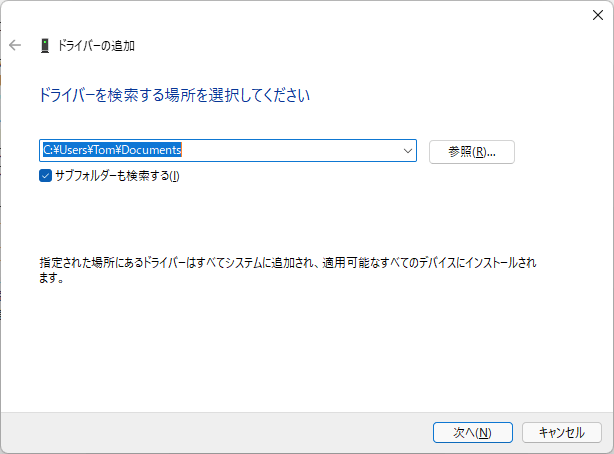 ドライバーの追加
ドライバーを検索する場所を選択してください
C:¥Users¥Tom¥Documents
参照(R)...
サブフォルダーも検索する(I)
指定された場所にあるドライバーはすべてシステムに追加され、適用可能なすべてのデバイスにインストールされ
ます。
次へ(N)
キャンセル